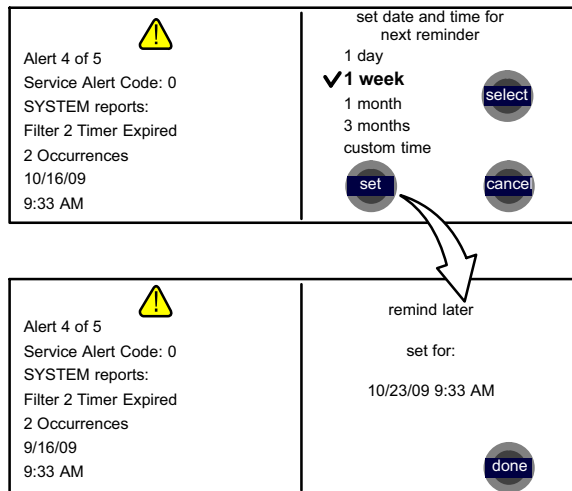 Alert 4 of 5
Service Alert Code: 0
SYSTEM reports:
Filter 2 Timer Expired
2 Occurrences
10/16/09
9:33 AM
set date and time for
next reminder
1 day
1 week
1 month
3 months
custom time
select
set
cancel
Alert 4 of 5
Service Alert Code: 0
SYSTEM reports:
Filter 2 Timer Expired
2 Occurrences
9/16/09
9:33 AM
remind later
set for:
10/23/09 9:33 AM
done